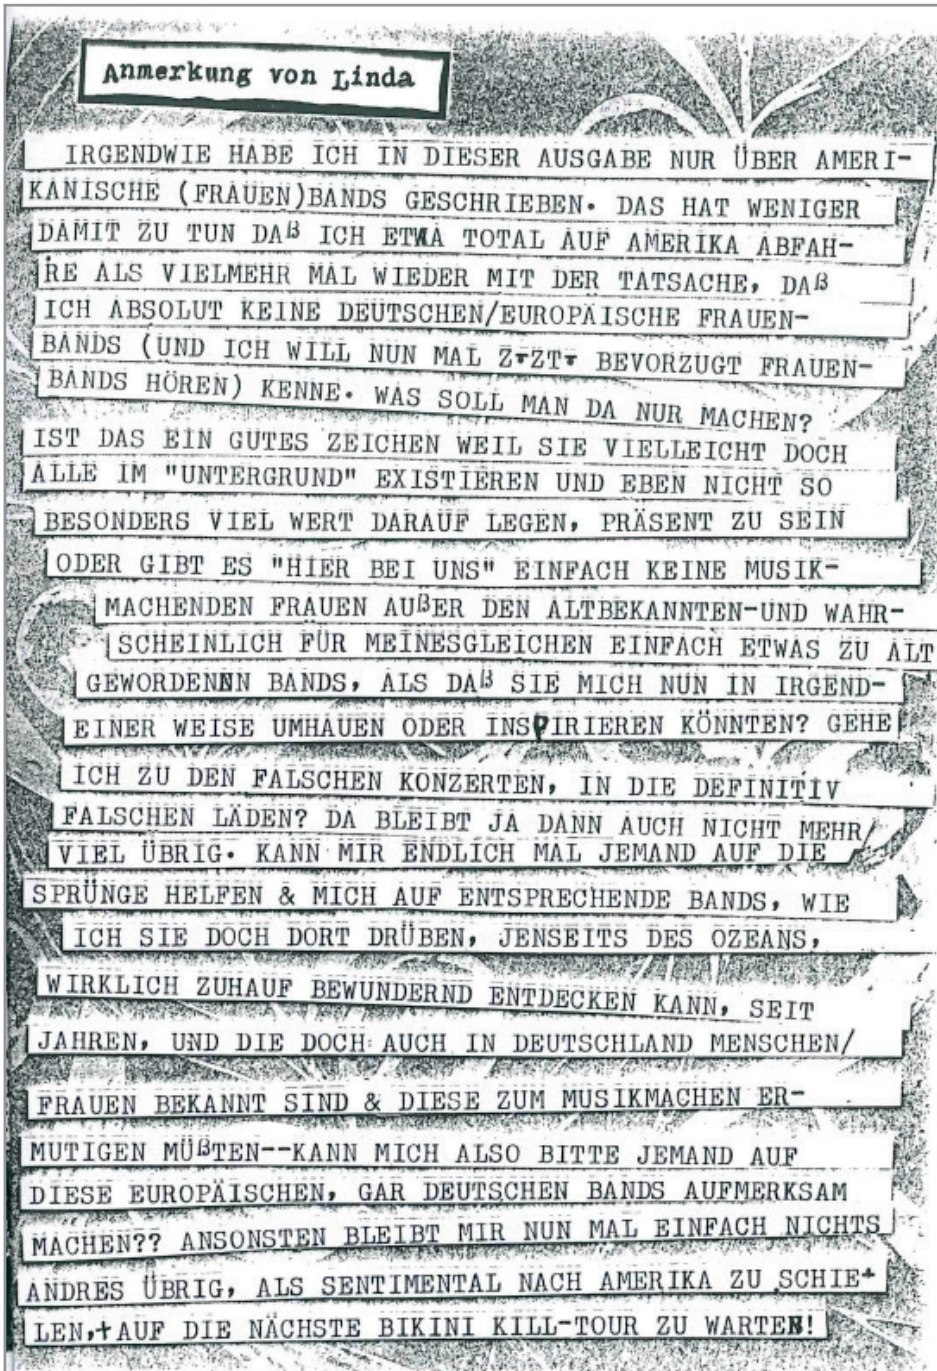 Anmerkung von Linda
IRGENDWIE HABE ICH IN DIESER AUSGABE NUR ÜBER AMERI-
KANISCHE (FRAUEN)BANDS GESCHRIEBEN. DAS HAT WENIGER
DAMIT ZU TUN DAß ICH ETWA TOTAL AUF AMERIKA ABFAH-
RE ALS VIELMEHR MAL WIEDER MIT DER TATSACHE, DAß
ICH ABSOLUT KEINE DEUTSCHEN/EUROPÄISCHE FRAUEN-
BANDS (UND ICH WILL NUN MAL Z.ZT. BEVORZUGT FRAUEN-
BANDS HÖREN) KENNE. WAS SOLL MAN DA NUR MACHEN?
IST DAS EIN GUTES ZEICHEN WEIL SIE VIELLEICHT DOCH
ALLE IM "UNTERGRUND" EXISTIEREN UND EBEN NICHT SO
BESONDERS VIEL WERT DARAUF LEGEN, PRÄSENT ZU SEIN
ODER GIBT ES "HIER BEI UNS" EINFACH KEINE MUSIK-
MACHENDEN FRAUEN AUßER DEN ALTBEKANNTEN-UND WAHR-
SCHEINLICH FÜR MEINESGLEICHEN EINFACH ETWAS ZU ALT
GEWORDENEN BANDS, ALS DAß SIE MICH NUN IN IRGEND-
EINER WEISE UMHAUEN ODER INSPIRIEREN KÖNNTEN? GEHE
ICH ZU DEN FALSCHEN KONZERTEN, IN DIE DEFINITIV
FALSCHEN LÄDEN? DA BLEIBT JA DANN AUCH NICHT MEHR/
VIEL ÜBRIG. KANN MIR ENDLICH MAL JEMAND AUF DIE
SPRÜNGE HELFEN & MICH AUF ENTSPRECHENDE BANDS, WIE
ICH SIE DOCH DORT DRÜBEN, JENSEITS DES OZEANS,
WIRKLICH ZUHAUF BEWUNDERND ENTDECKEN KANN, SEIT
JAHREN, UND DIE DOCH AUCH IN DEUTSCHLAND MENSCHEN/
FRAUEN BEKANNT SIND & DIESE ZUM MUSIKMACHEN ER-
MUTIGEN MÜßTEN--KANN MICH ALSO BITTE JEMAND AUF
DIESE EUROPÄISCHEN, GAR DEUTSCHEN BANDS AUFMERKSAM
MACHEN?? ANSONSTEN BLEIBT MIR NUN MAL EINFACH NICHTS
ANDRES ÜBRIG, ALS SENTIMENTAL NACH AMERIKA ZU SCHIE-
LEN,+AUF DIE NÄCHSTE BIKINI KILL-TOUR ZU WARTEN!